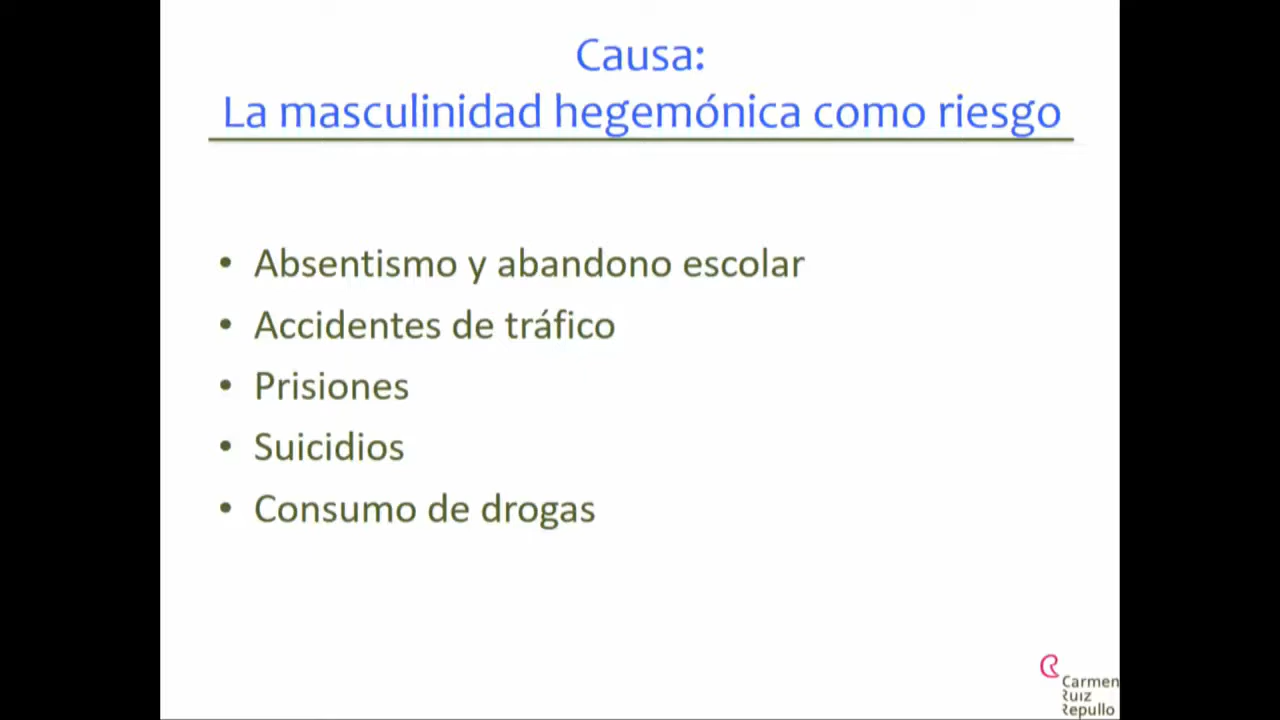 Causa:
La masculinidad hegemónica como riesgo
• Absentismo y abandono escolar
• Accidentes de tráfico
• Prisiones
• Suicidios
• Consumo de drogas
Carmen
Ruiz
Repullo